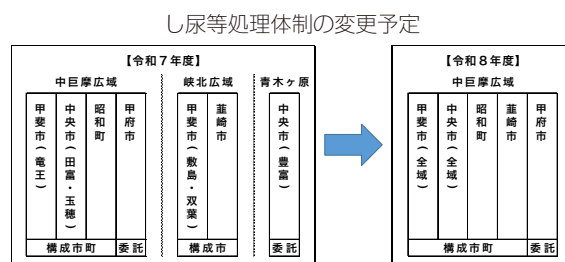 し尿等処理体制の変更予定
【令和７年度】
中巨摩広域
甲斐市（竜王）
中央市（田富・玉穂）
昭和町
甲府市
構成市町
委託
峡北広域
甲斐市（敷島・双葉）
韮崎市
構成市
青木ヶ原
中央市（豊富）
委託
【令和８年度】
中巨摩広域
甲斐市（全域）
中央市（全域）
昭和町
韮崎市
甲府市
構成市町
委託